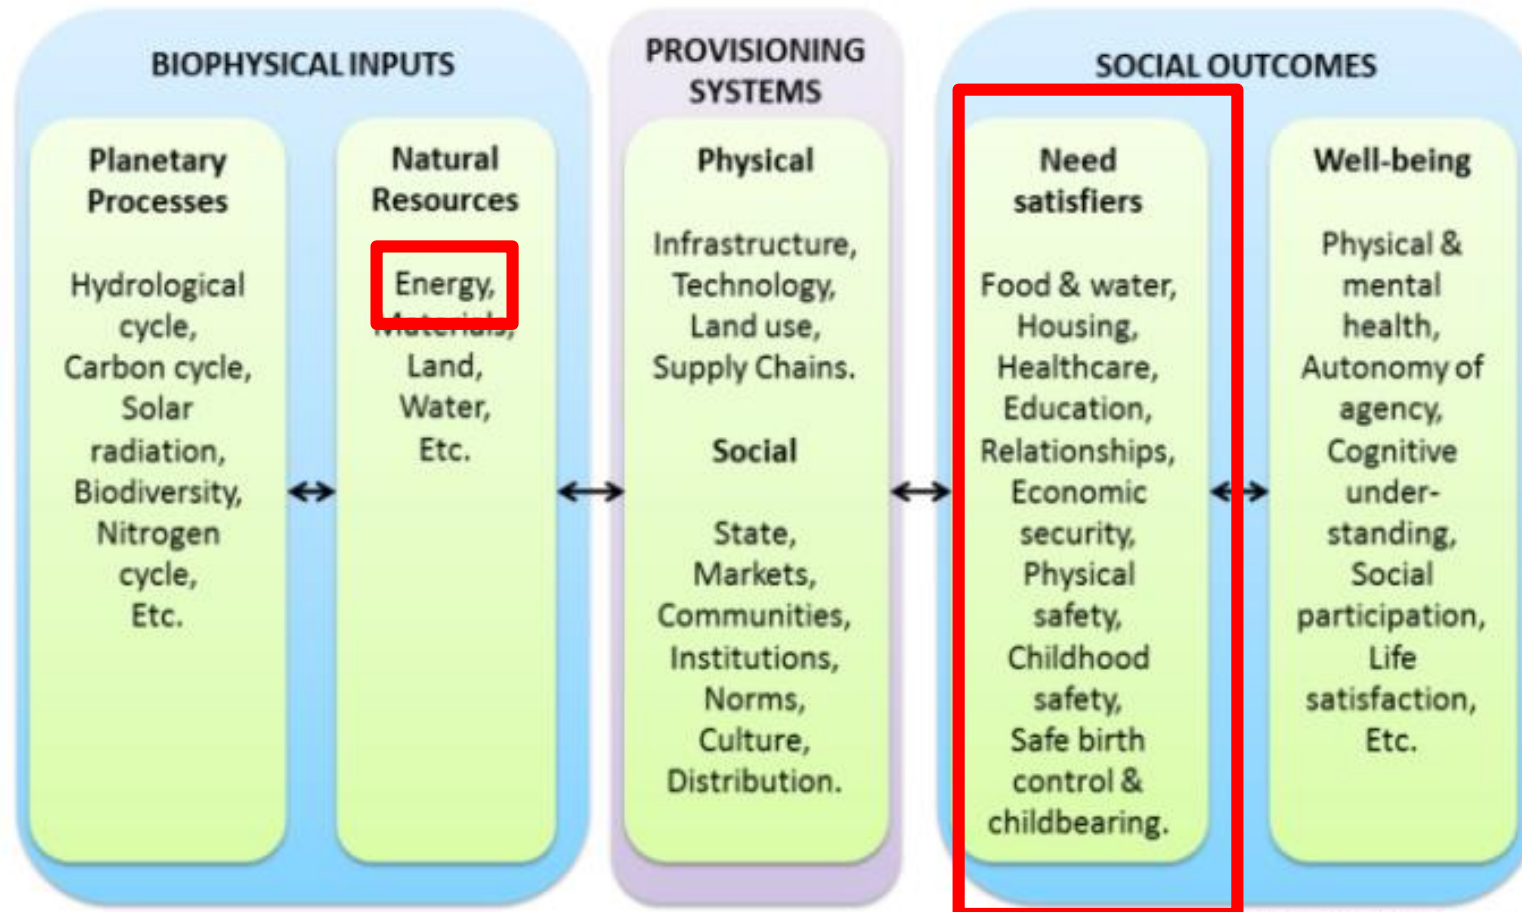 BIOPHYSICAL INPUTS
Planetary
Processes
Hydrological
cycle,
Carbon cycle,
Solar
radiation,
Biodiversity,
Nitrogen
cycle,
Etc.
Natural
Resources
Energy,
Materials,
Land,
Water,
Etc.
PROVISIONING
SYSTEMS
Physical
Infrastructure,
Technology,
Land use,
Supply Chains.
Social
State,
Markets,
Communities,
Institutions,
Norms,
Culture,
Distribution.
SOCIAL OUTCOMES
Need
satisfiers
Food & water,
Housing,
Healthcare,
Education,
Relationships,
Economic
security,
Physical
safety,
Childhood
safety,
Safe birth
control &
childbearing.
Well-being
Physical &
mental
health,
Autonomy of
agency,
Cognitive
under-
standing,
Social
participation,
Life
satisfaction,
Etc.